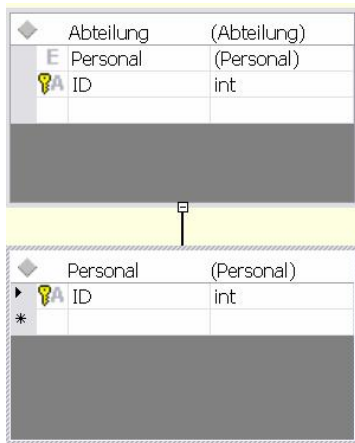 Abteilung (Abteilung)
E Personal (Personal)
A ID int
Personal (Personal)
A ID int
*